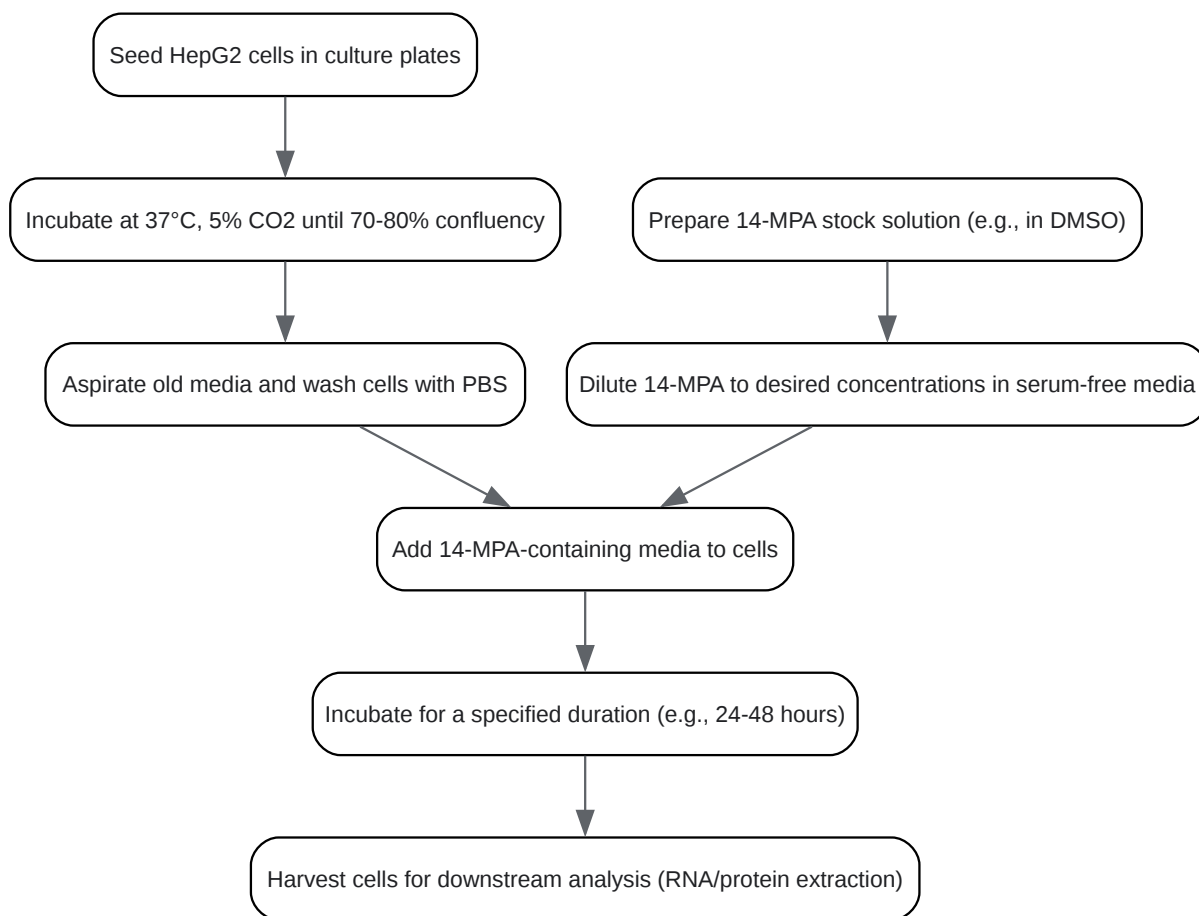 Seed HepG2 cells in culture plates
Incubate at 37°C, 5% CO2 until 70-80% confluency
Prepare 14-MPA stock solution (e.g., in DMSO)
Aspirate old media and wash cells with PBS
Dilute 14-MPA to desired concentrations in serum-free media
Add 14-MPA-containing media to cells
Incubate for a specified duration (e.g., 24-48 hours)
Harvest cells for downstream analysis (RNA/protein extraction)